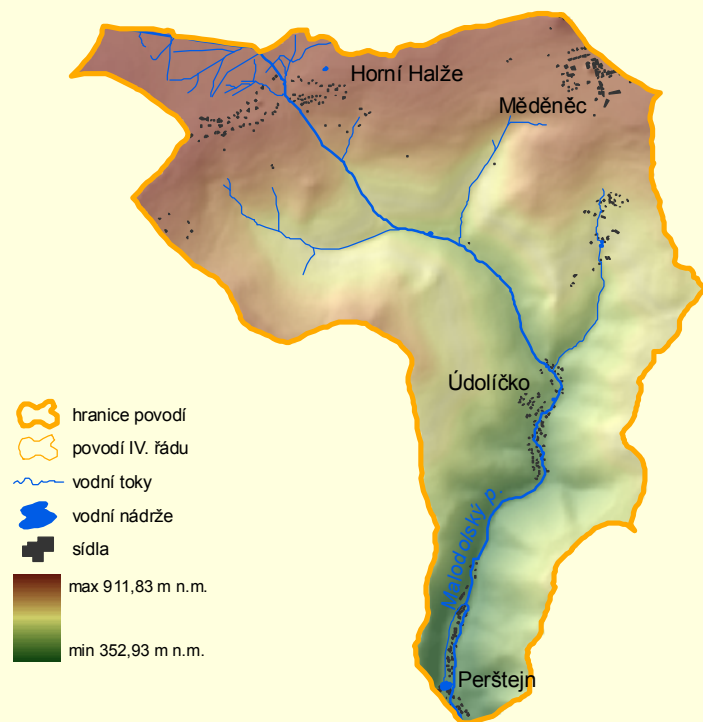 Horní Halže
Měděnec
Údolíčko
hranice povodí
povodí IV. řádu
vodní toky
vodní nádrže
sídla
max 911,83 m n.m.
min 352,93 m n.m.
Malodolský p.
Perštejn